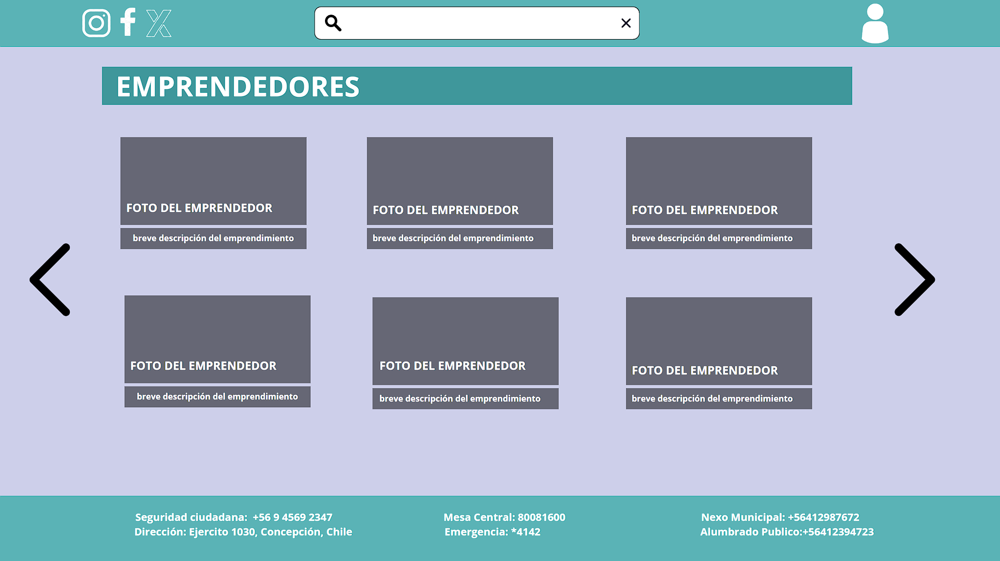 EMPRENDEDORES
FOTO DEL EMPRENDEDOR
breve descripción del emprendimiento
FOTO DEL EMPRENDEDOR
breve descripción del emprendimiento
FOTO DEL EMPRENDEDOR
breve descripción del emprendimiento
FOTO DEL EMPRENDEDOR
breve descripción del emprendimiento
FOTO DEL EMPRENDEDOR
breve descripción del emprendimiento
FOTO DEL EMPRENDEDOR
breve descripción del emprendimiento
Seguridad ciudadana: +56 9 4569 2347
Dirección: Ejercito 1030, Concepción, Chile
Mesa Central: 80081600
Emergencia: *4142
Nexo Municipal: +56412987672
Alumbrado Publico:+56412394723